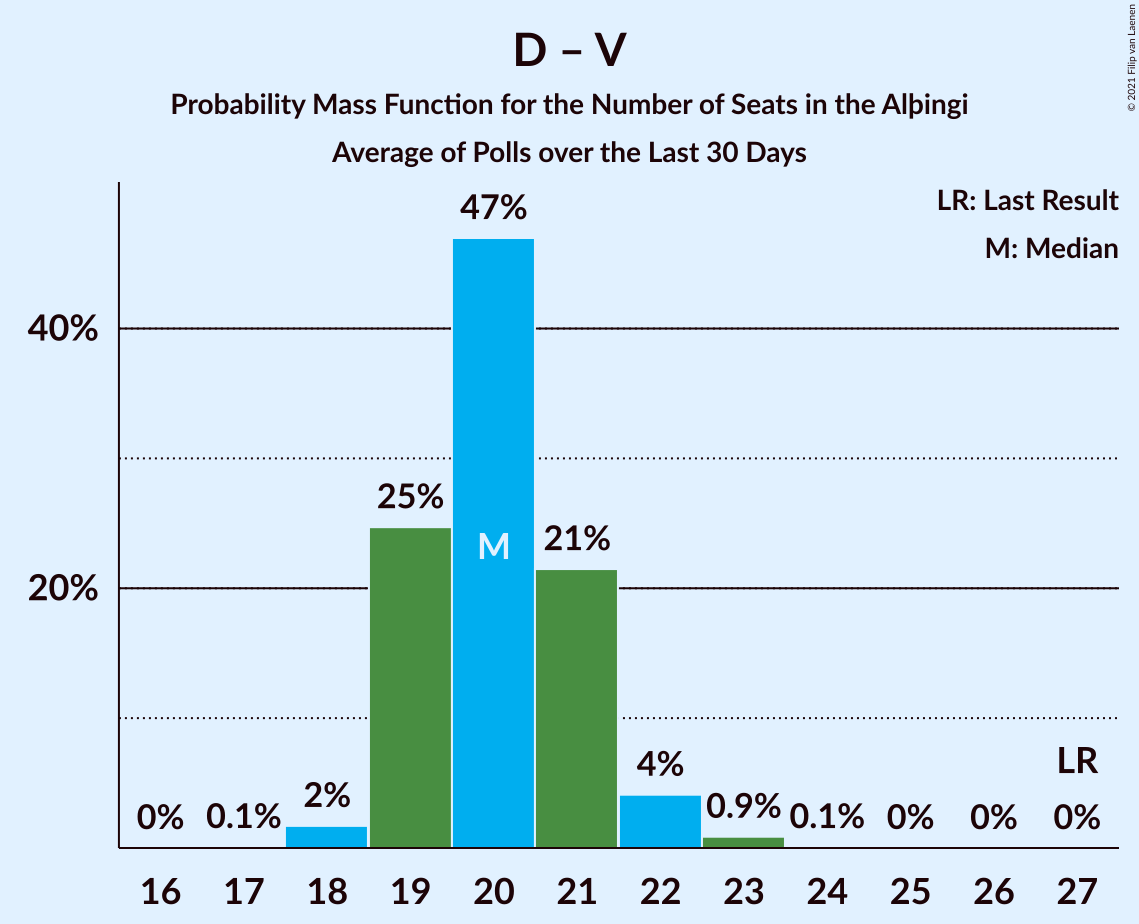 D – V
Probability Mass Function for the Number of Seats in the Alþingi
Average of Polls over the Last 30 Days
© 2021 Filip van Laenen
LR: Last Result
M: Median
47%
40%
25%
M
21%
20%
LR
4%
2%
0.9%
0%
0.1%
0.1%
0%
0%
0%
16 17 18 19 20 21 22 23 24 25 26 27